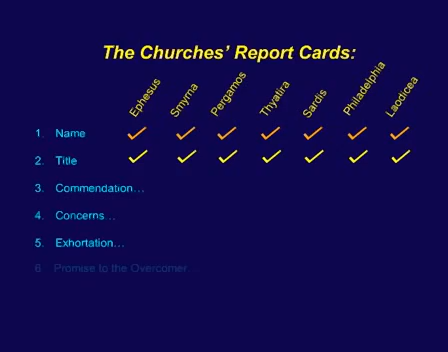 The Churches’ Report Cards:
Ephesus Smyrna Pergamos Thyatira Sardis Philadelphia Laodicea
1. Name
2. Title
3. Commendation…
4. Concerns…
5. Exhortation…
6. Promise to the Overcomer…